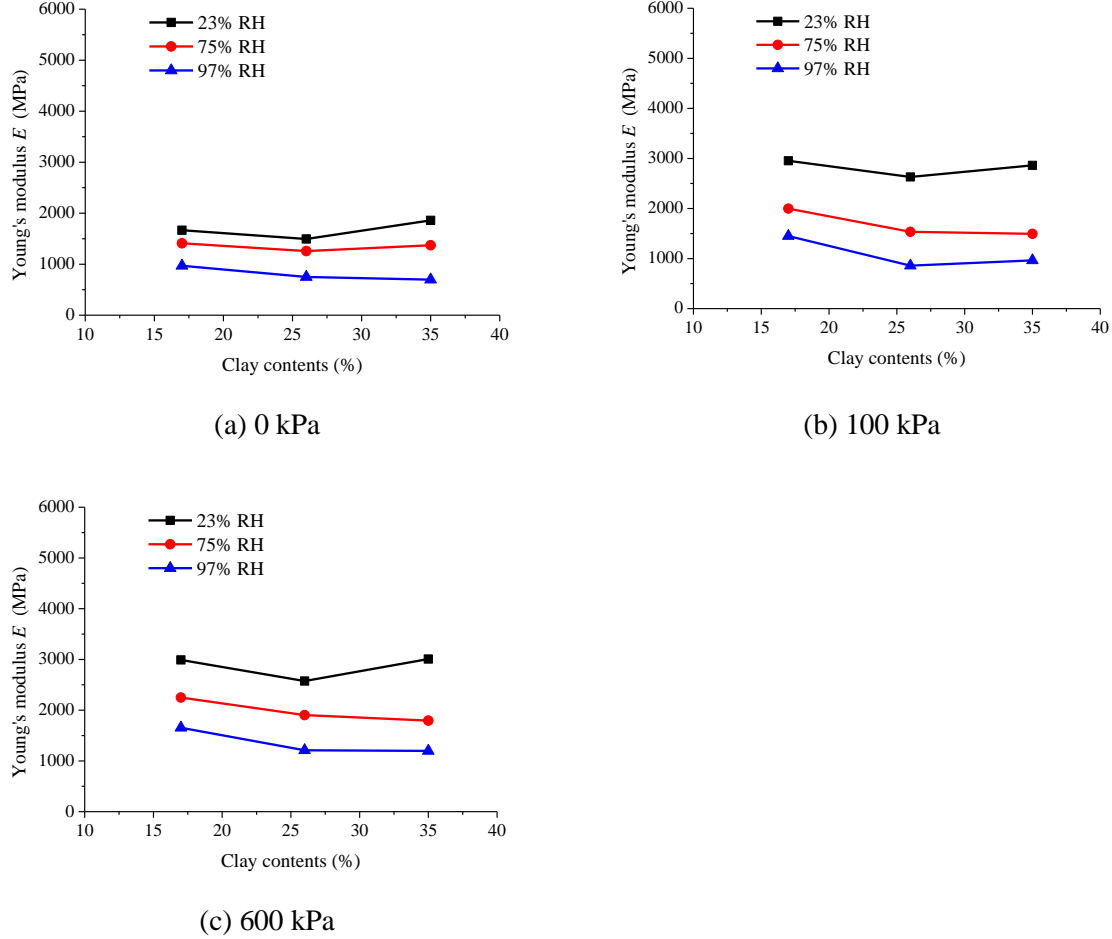 6000
5000
4000
3000
2000
1000
0
Young's modulus E (MPa)
23% RH
75% RH
97% RH
10 15 20 25 30 35 40
Clay contents (%)
(a) 0 kPa
6000
5000
4000
3000
2000
1000
0
Young's modulus E (MPa)
23% RH
75% RH
97% RH
10 15 20 25 30 35 40
Clay contents (%)
(b) 100 kPa
6000
5000
4000
3000
2000
1000
0
Young's modulus E (MPa)
23% RH
75% RH
97% RH
10 15 20 25 30 35 40
Clay contents (%)
(c) 600 kPa